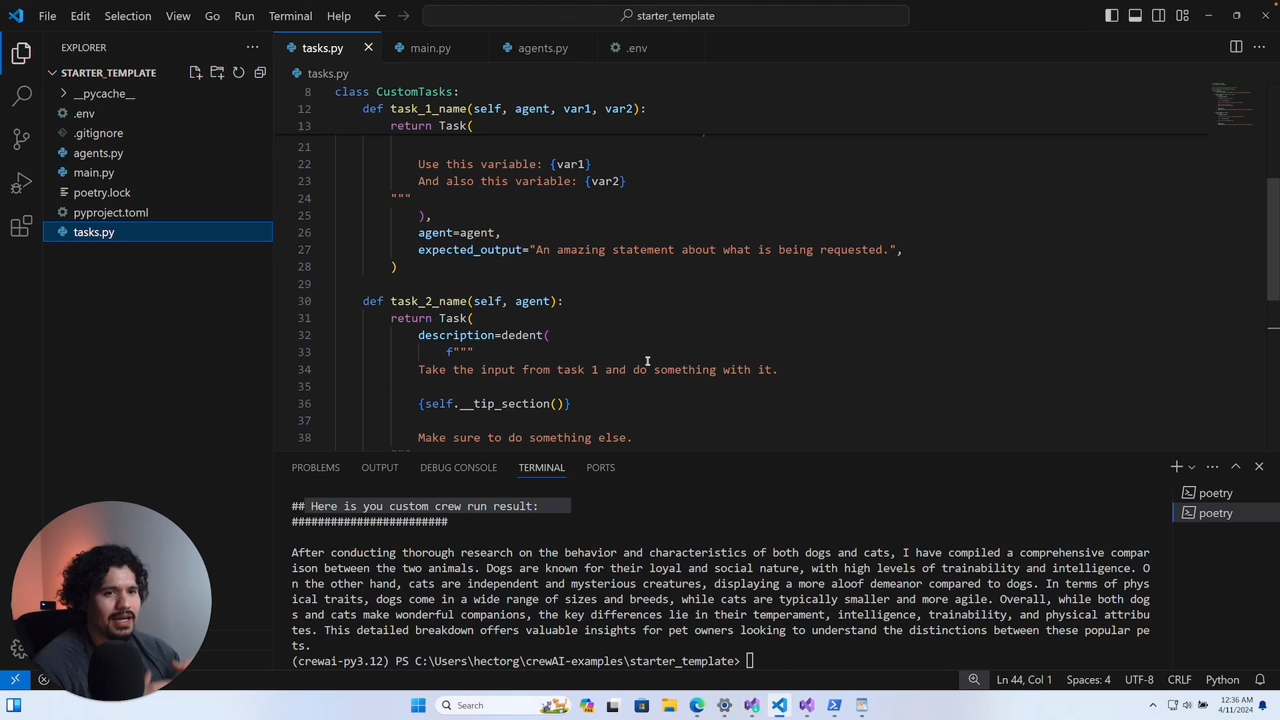 File Edit Selection View Go Run Terminal Help
starter_template
EXPLORER
STARTER_TEMPLATE
__pycache__
.env
.gitignore
agents.py
main.py
poetry.lock
pyproject.toml
tasks.py
tasks.py main.py agents.py .env
tasks.py
8 class CustomTasks:
12 def task_1_name(self, agent, var1, var2):
13 return Task(
21
22 Use this variable: {var1}
23 And also this variable: {var2}
24 """
25 ),
26 agent=agent,
27 expected_output="An amazing statement about what is being requested.",
28 )
29
30 def task_2_name(self, agent):
31 return Task(
32 description=dedent(
33 f"""
34 Take the input from task 1 and do something with it.
35
36 {self.__tip_section()}
37
38 Make sure to do something else.
PROBLEMS OUTPUT DEBUG CONSOLE TERMINAL PORTS
poetry
poetry
## Here is you custom crew run result:
########################
After conducting thorough research on the behavior and characteristics of both dogs and cats, I have compiled a comprehensive compar
ison between the two animals. Dogs are known for their loyal and social nature, with high levels of trainability and intelligence. O
n the other hand, cats are independent and mysterious creatures, displaying a more aloof demeanor compared to dogs. In terms of phys
ical traits, dogs come in a wide range of sizes and breeds, while cats are typically smaller and more agile. Overall, while both dog
s and cats make wonderful companions, the key differences lie in their temperament, intelligence, trainability, and physical attribu
tes. This detailed breakdown offers valuable insights for pet owners looking to understand the distinctions between these popular pe
ts.
(crewai-py3.12) PS C:\Users\hectorg\crewAI-examples\starter_template>
Ln 44, Col 1 Spaces: 4 UTF-8 CRLF Python
Search
12:36 AM
4/11/2024